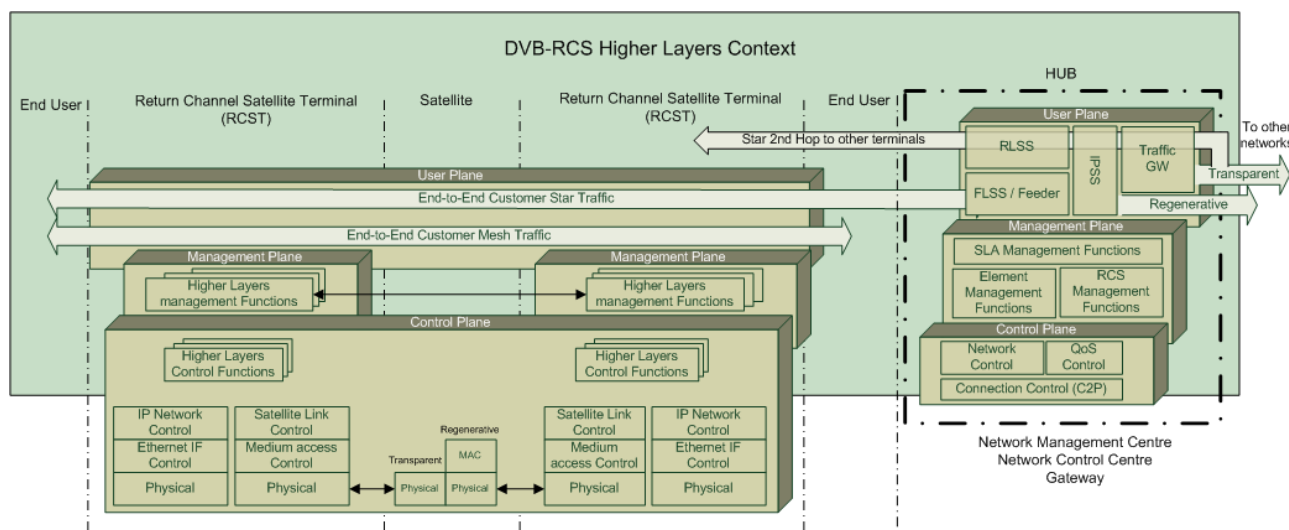 DVB-RCS Higher Layers Context
HUB
End User
Return Channel Satellite Terminal
(RCST)
Satellite
Return Channel Satellite Terminal
(RCST)
End User
User Plane
Star 2nd Hop to other terminals
RLSS
IPSS
Traffic
GW
To other
networks
Transparent
User Plane
FLSS / Feeder
End-to-End Customer Star Traffic
Regenerative
End-to-End Customer Mesh Traffic
Management Plane
SLA Management Functions
Management Plane
Management Plane
Higher Layers
management Functions
Higher Layers
management Functions
Element
Management
Functions
RCS
Management
Functions
Control Plane
Control Plane
Higher Layers
Control Functions
Higher Layers
Control Functions
Network
Control
QoS
Control
Connection Control (C2P)
IP Network
Control
Satellite Link
Control
Satellite Link
Control
IP Network
Control
Regenerative
Ethernet IF
Control
Medium access
Control
MAC
Medium
access Control
Ethernet IF
Control
Transparent
Physical
Physical
Physical
Physical
Physical
Physical
Network Management Centre
Network Control Centre
Gateway